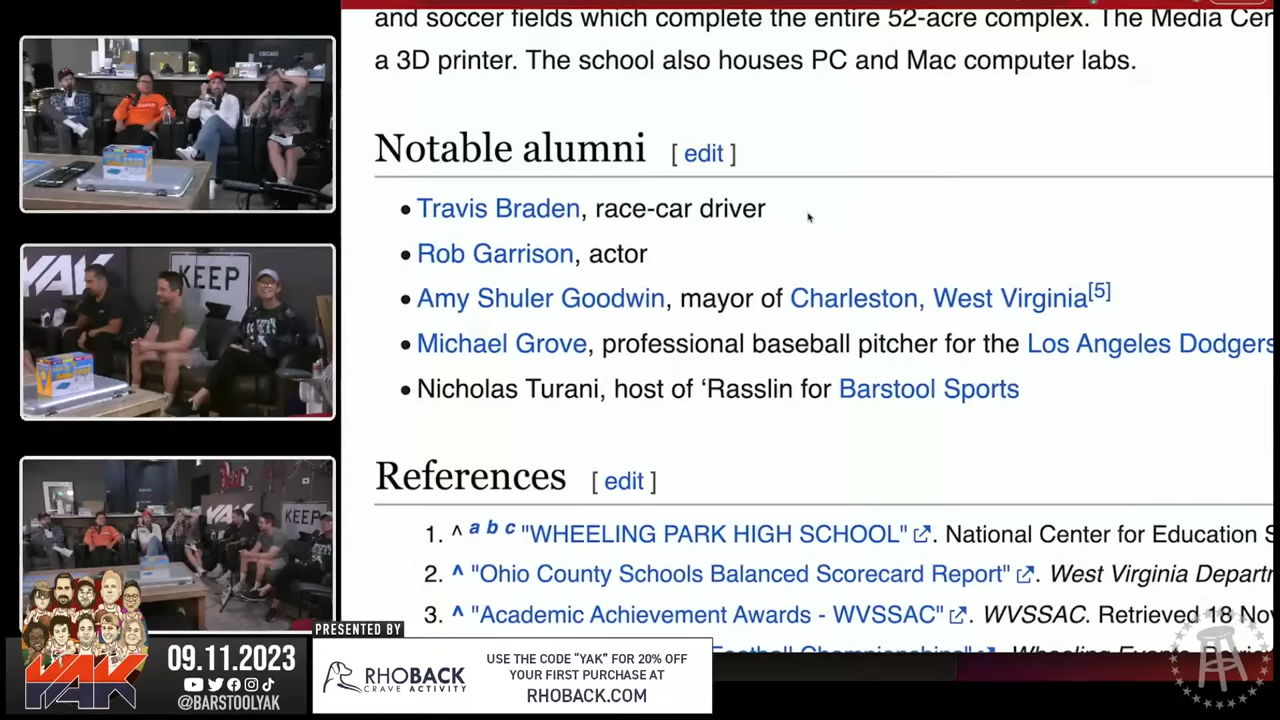 and soccer fields which complete the entire 52-acre complex. The Media Cen
a 3D printer. The school also houses PC and Mac computer labs.
Notable alumni [ edit ]
• Travis Braden, race-car driver
• Rob Garrison, actor
• Amy Shuler Goodwin, mayor of Charleston, West Virginia[5]
• Michael Grove, professional baseball pitcher for the Los Angeles Dodgers
• Nicholas Turani, host of ‘Rasslin for Barstool Sports
References [ edit ]
1. ^ a b c "WHEELING PARK HIGH SCHOOL". National Center for Education S
2. ^ "Ohio County Schools Balanced Scorecard Report". West Virginia Departm
3. ^ "Academic Achievement Awards - WVSSAC". WVSSAC. Retrieved 18 Nov
YAK
KEEP
YAK
KEEP
YAK
09.11.2023
@BARSTOOLYAK
PRESENTED BY
RHOBACK
CRAVE ACTIVITY
USE THE CODE “YAK” FOR 20% OFF
YOUR FIRST PURCHASE AT
RHOBACK.COM